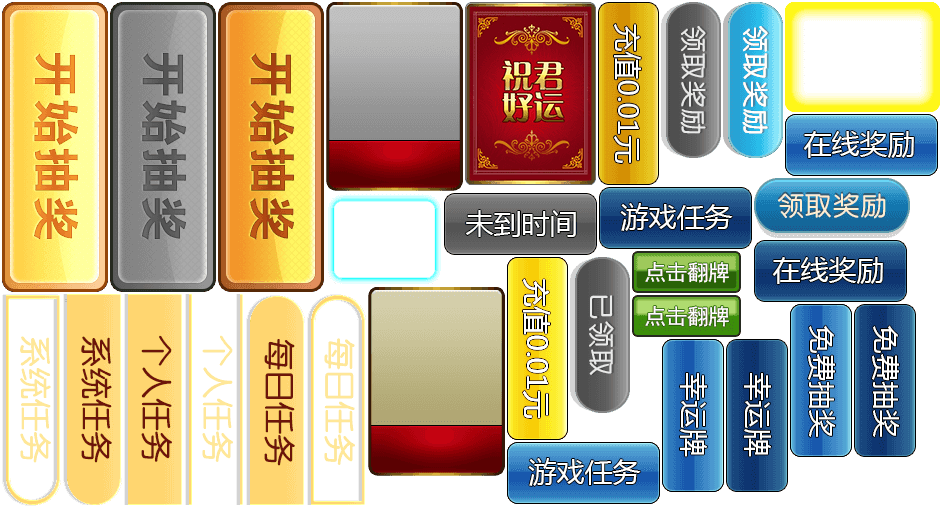 开始抽奖
开始抽奖
开始抽奖
祝君
好运
充值0.01元
领取奖励
领取奖励
在线奖励
未到时间
游戏任务
领取奖励
在线奖励
充值0.01元
已领取
点击翻牌
点击翻牌
系统任务
系统任务
个人任务
个人任务
每日任务
每日任务
游戏任务
幸运牌
幸运牌
免费抽奖
免费抽奖